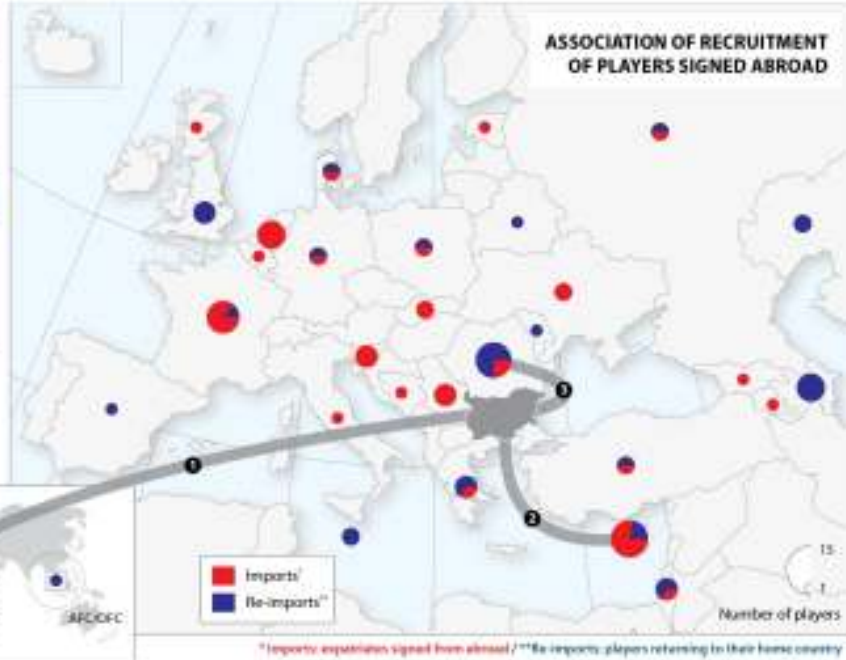 ASSOCIATION OF RECRUITMENT
OF PLAYERS SIGNED ABROAD
3
1
2
Imports*
Re-imports**
AFC/OFC
15
1
Number of players
*Imports: expatriates signed from abroad / **Re-imports: players returning to their home country